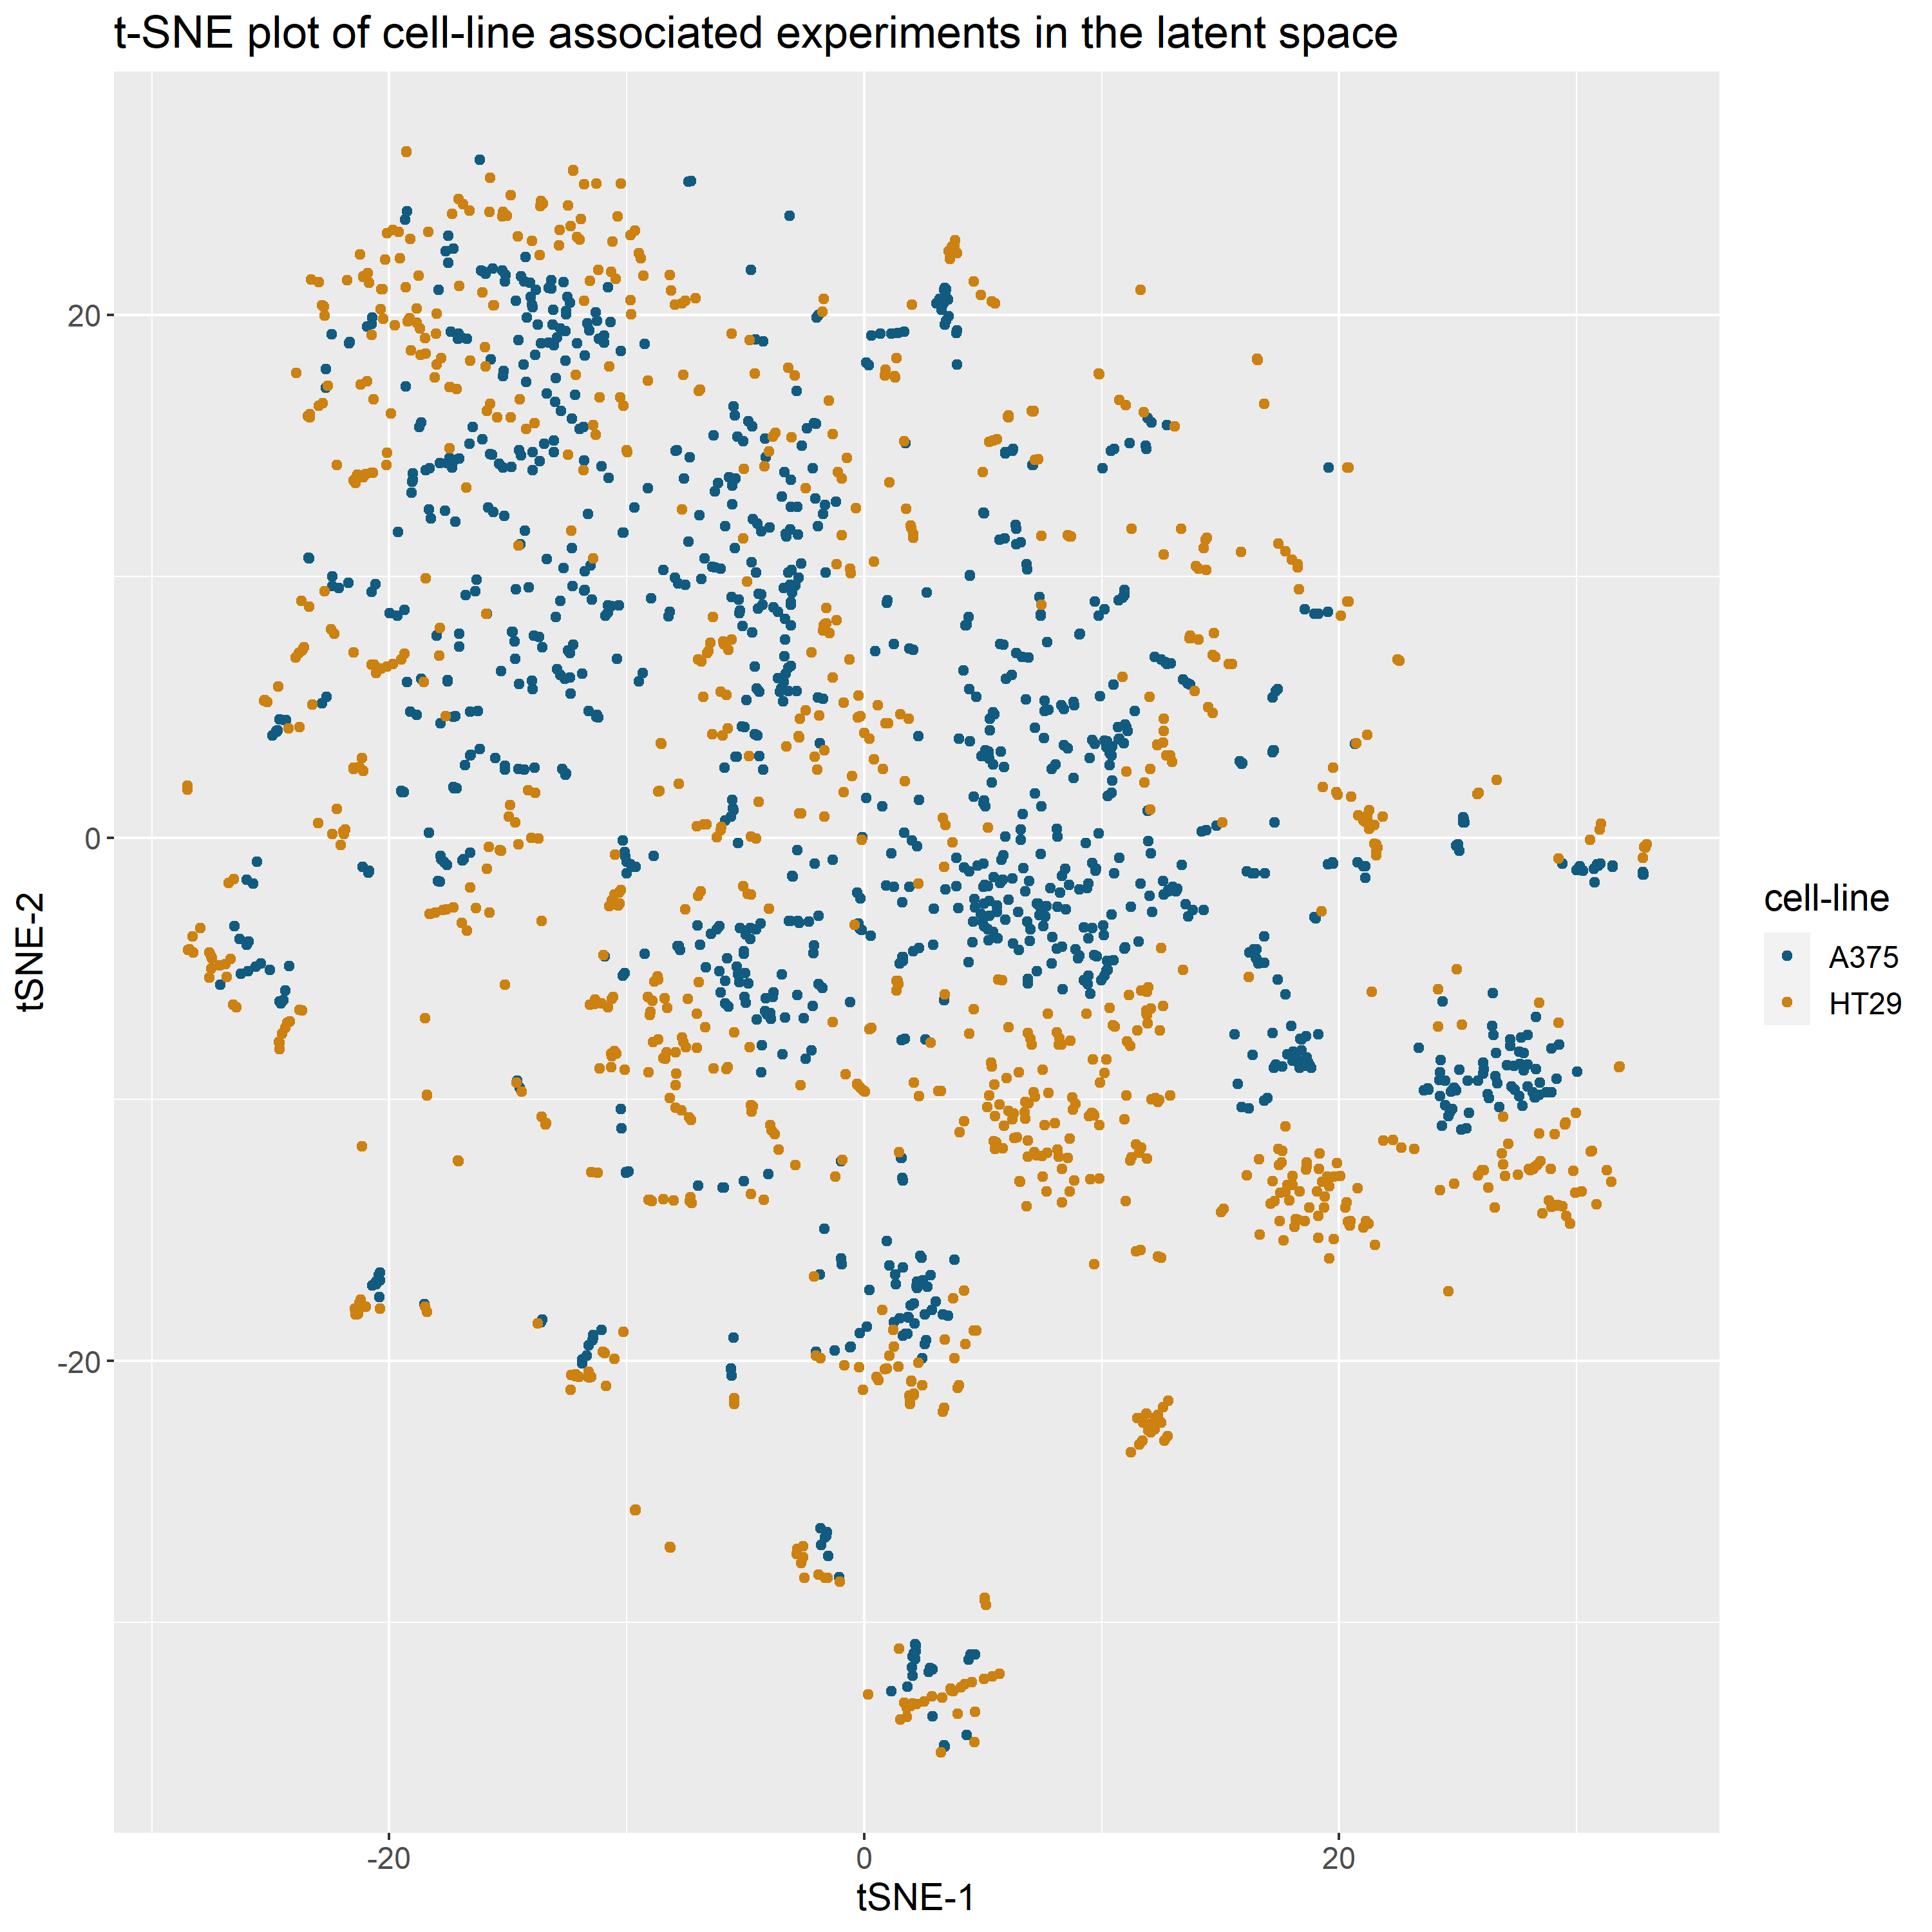 t-SNE plot of cell-line associated experiments in the latent space
20
0
-20
tSNE-2
-20
0
20
tSNE-1
cell-line
A375
HT29